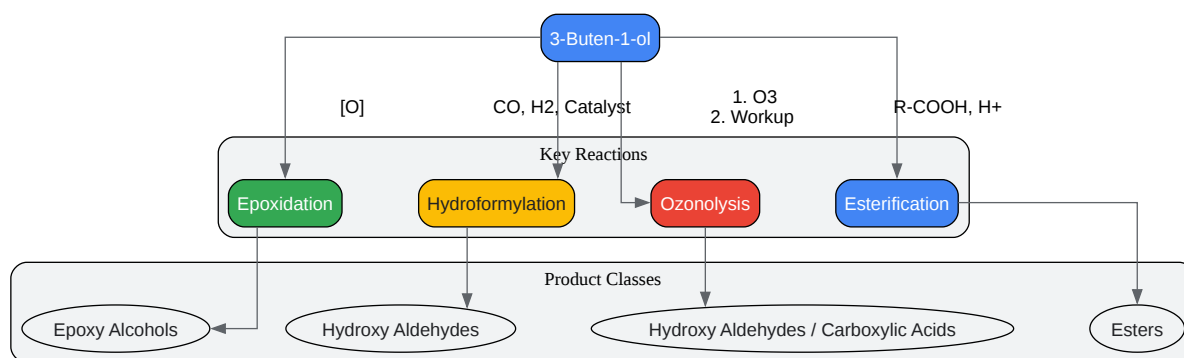 3-Buten-1-ol
[O]
CO, H2, Catalyst
1. O3
2. Workup
R-COOH, H+
Key Reactions
Epoxidation
Hydroformylation
Ozonolysis
Esterification
Product Classes
Epoxy Alcohols
Hydroxy Aldehydes
Hydroxy Aldehydes / Carboxylic Acids
Esters